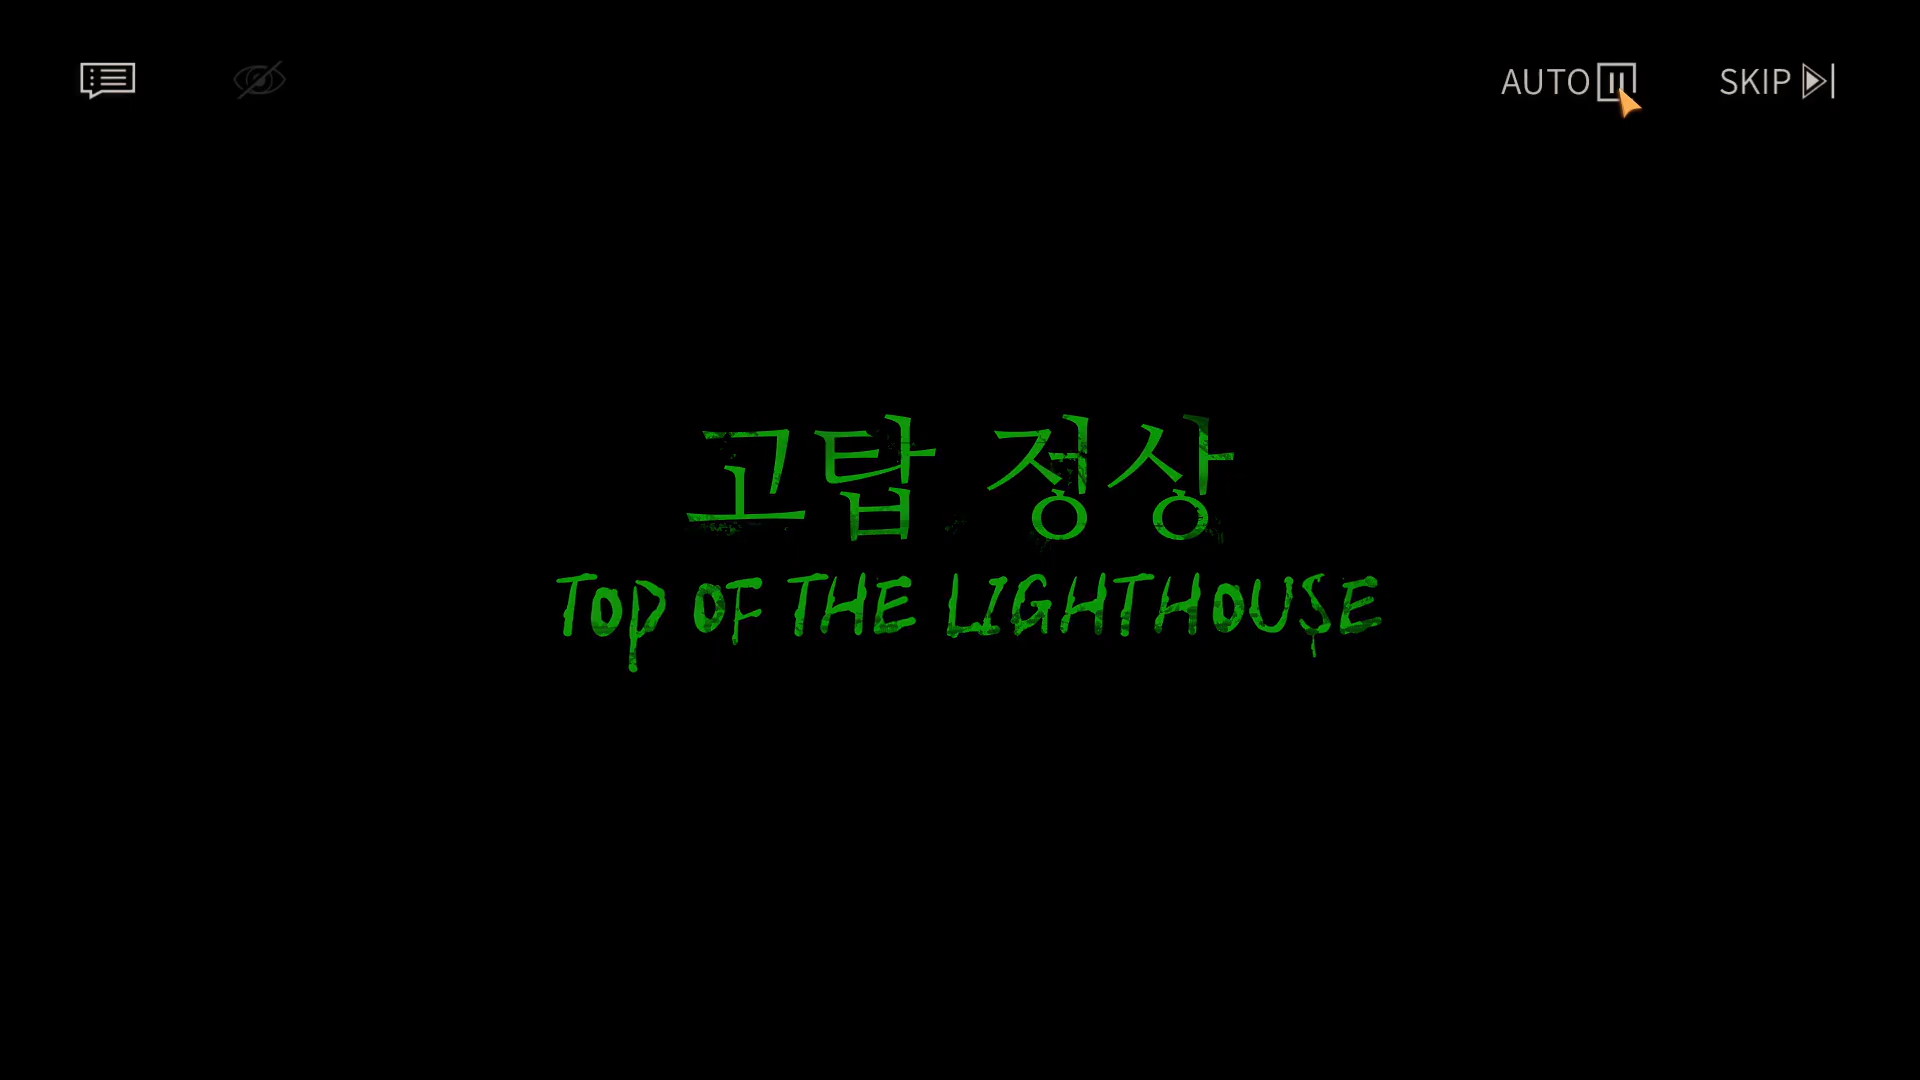 AUTO SKIP
고탑 정상
TOP OF THE LIGHTHOUSE